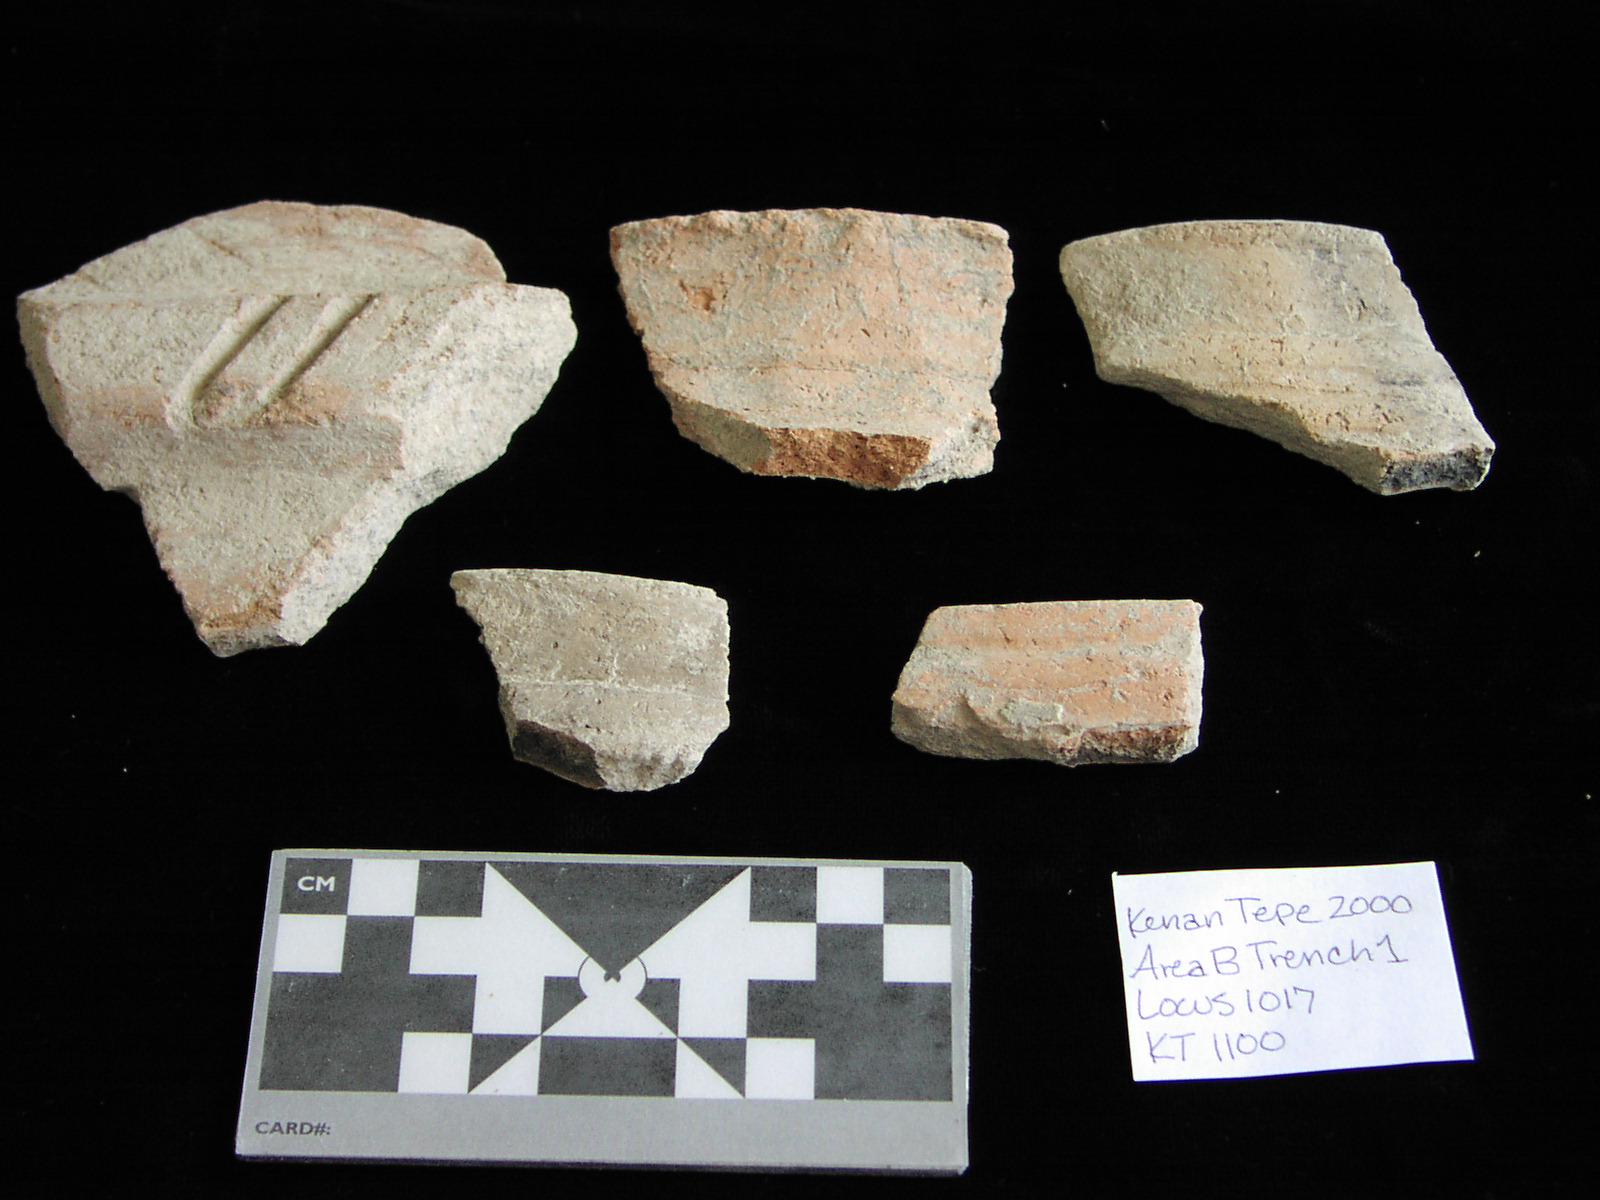 CM
CARD#:
Kenan Tepe 2000
Area B Trench 1
Locus 1017
KT 1100